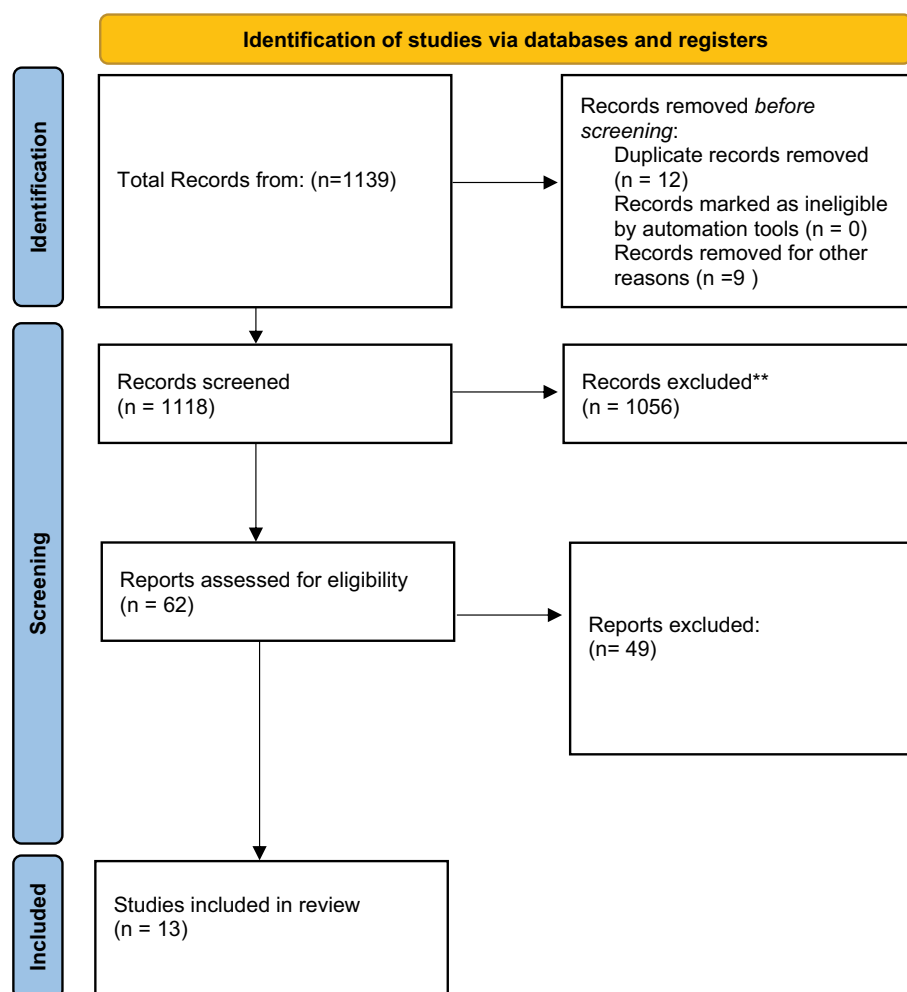 Identification of studies via databases and registers
Identification
Total Records from: (n=1139)
Records removed before
screening:
Duplicate records removed
(n = 12)
Records marked as ineligible
by automation tools (n = 0)
Records removed for other
reasons (n =9 )
Screening
Records screened
(n = 1118)
Records excluded**
(n = 1056)
Reports assessed for eligibility
(n = 62)
Reports excluded:
(n= 49)
Included
Studies included in review
(n = 13)